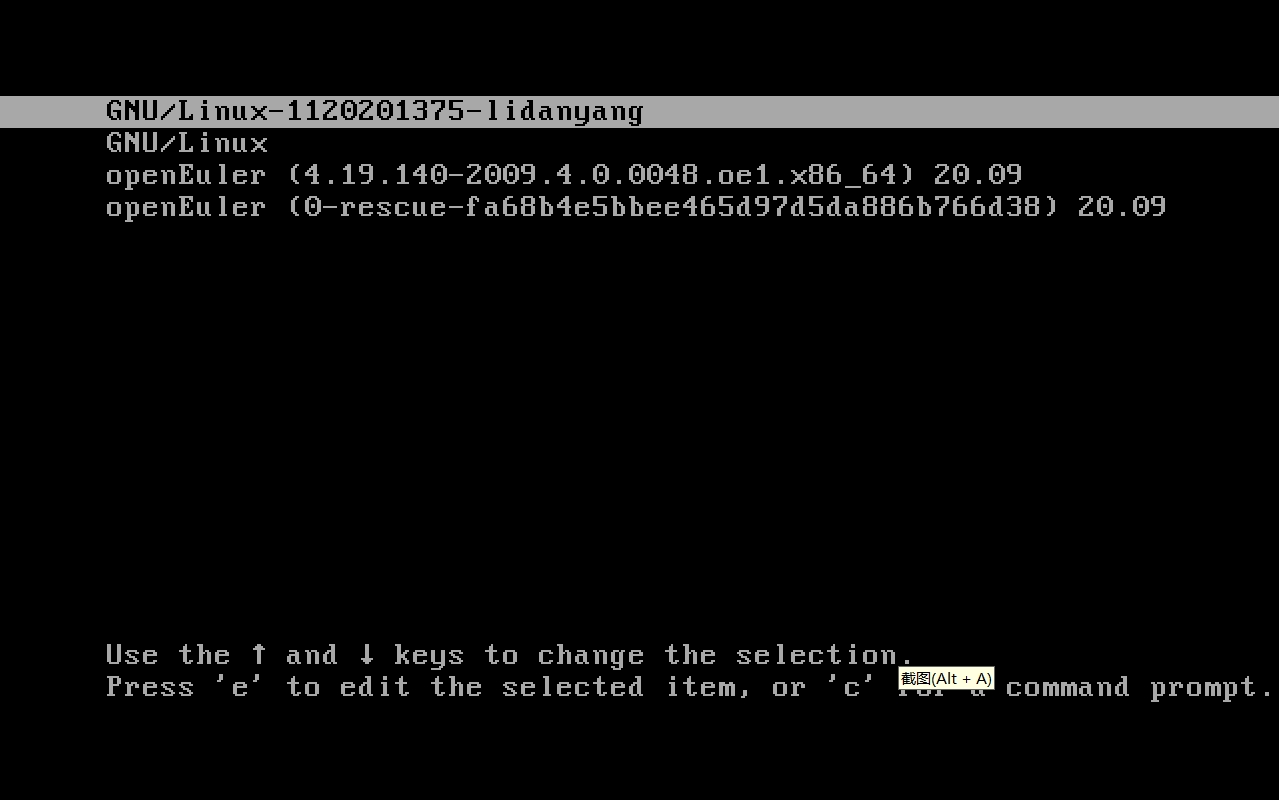 GNU/Linux-1120201375-lidanyang
GNU/Linux
openEuler (4.19.140-2009.4.0.0048.oe1.x86_64) 20.09
openEuler (0-rescue-fa68b4e5bbee465d97d5da886b766d38) 20.09
Use the ↑ and ↓ keys to change the selection.
Press 'e' to edit the selected item, or 'c' for a command prompt.
截图(Alt + A)